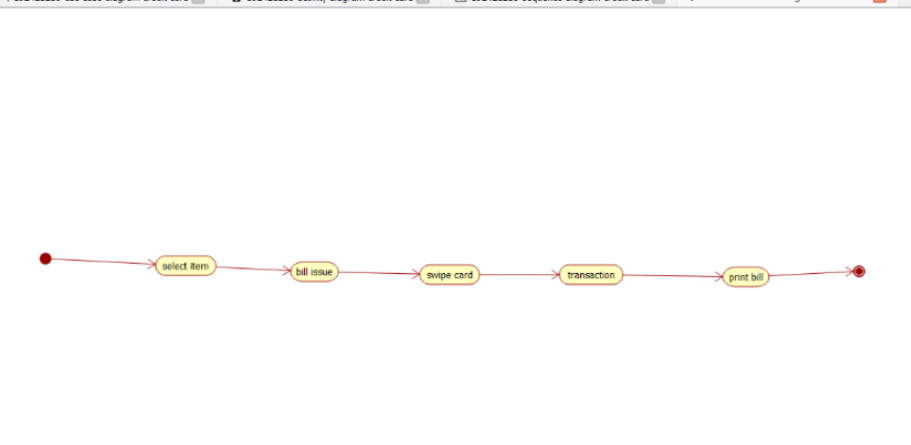 select item
bill issue
swipe card
transaction
print bill